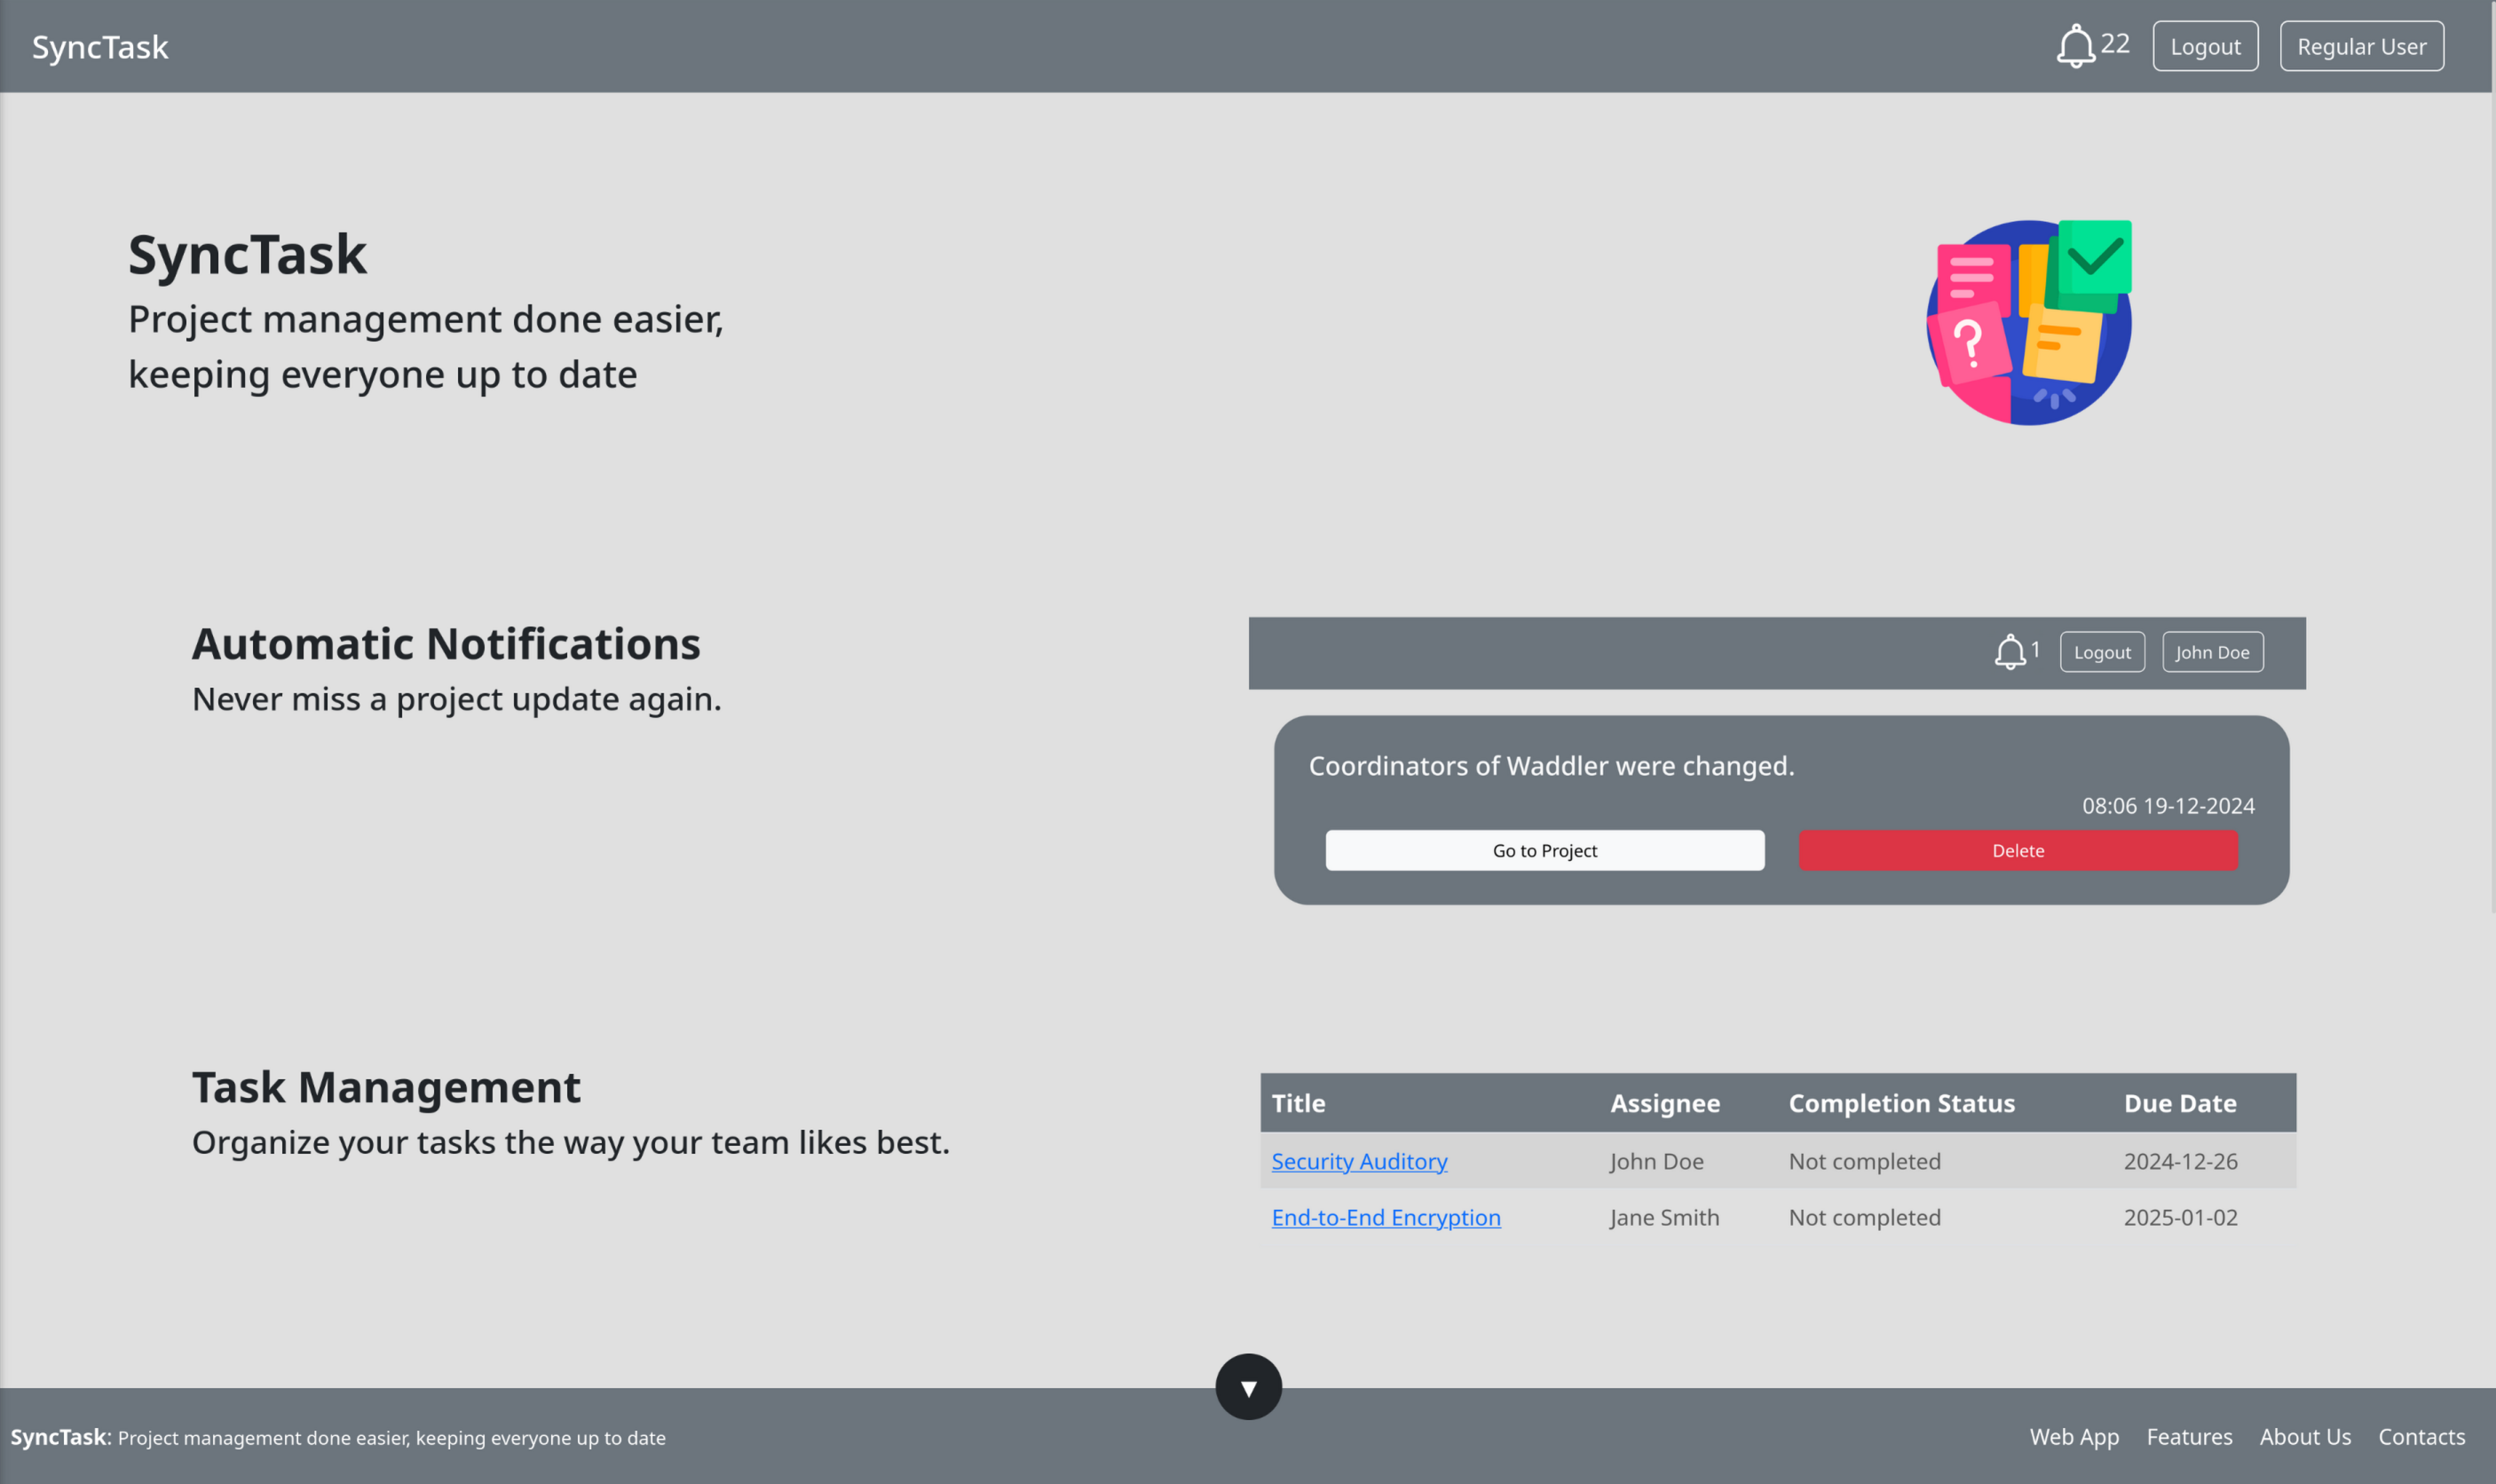 SyncTask
22
Logout
Regular User
SyncTask
Project management done easier,
keeping everyone up to date
?
Automatic Notifications
Never miss a project update again.
1
Logout
John Doe
Coordinators of Waddler were changed.
08:06 19-12-2024
Go to Project
Delete
Task Management
Organize your tasks the way your team likes best.
Title Assignee Completion Status Due Date
Security Auditory John Doe Not completed 2024-12-26
End-to-End Encryption Jane Smith Not completed 2025-01-02
SyncTask: Project management done easier, keeping everyone up to date
Web App Features About Us Contacts